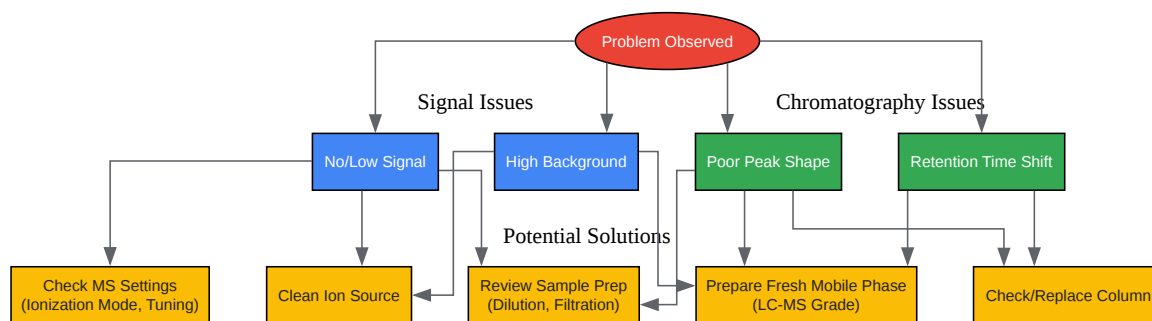 Problem Observed
Signal Issues
Chromatography Issues
No/Low Signal
High Background
Poor Peak Shape
Retention Time Shift
Potential Solutions
Check MS Settings
(Ionization Mode, Tuning)
Clean Ion Source
Review Sample Prep
(Dilution, Filtration)
Prepare Fresh Mobile Phase
(LC-MS Grade)
Check/Replace Column